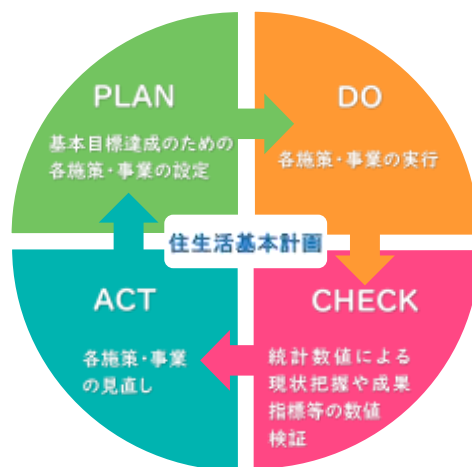 PLAN
基本目標達成のための
各施策・事業の設定
DO
各施策・事業の実行
住生活基本計画
ACT
各施策・事業
の見直し
CHECK
統計数値による
現状把握や成果
指標等の数値
検証